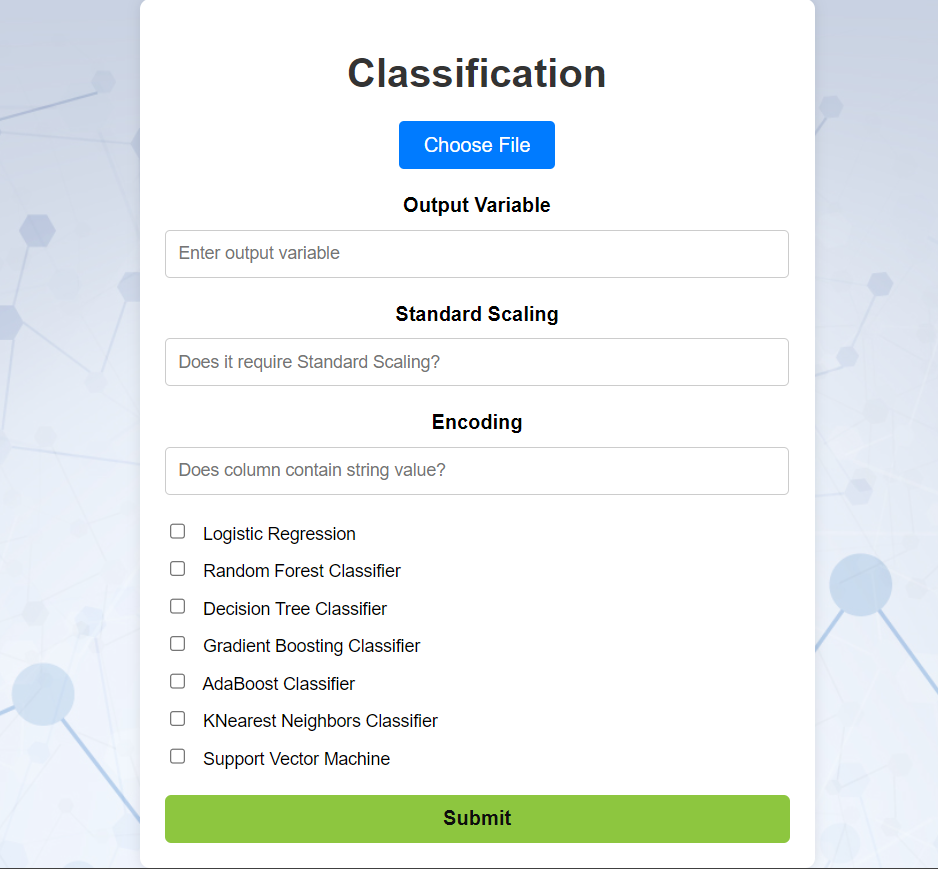 Classification
Choose File
Output Variable
Enter output variable
Standard Scaling
Does it require Standard Scaling?
Encoding
Does column contain string value?
Logistic Regression
Random Forest Classifier
Decision Tree Classifier
Gradient Boosting Classifier
AdaBoost Classifier
KNearest Neighbors Classifier
Support Vector Machine
Submit